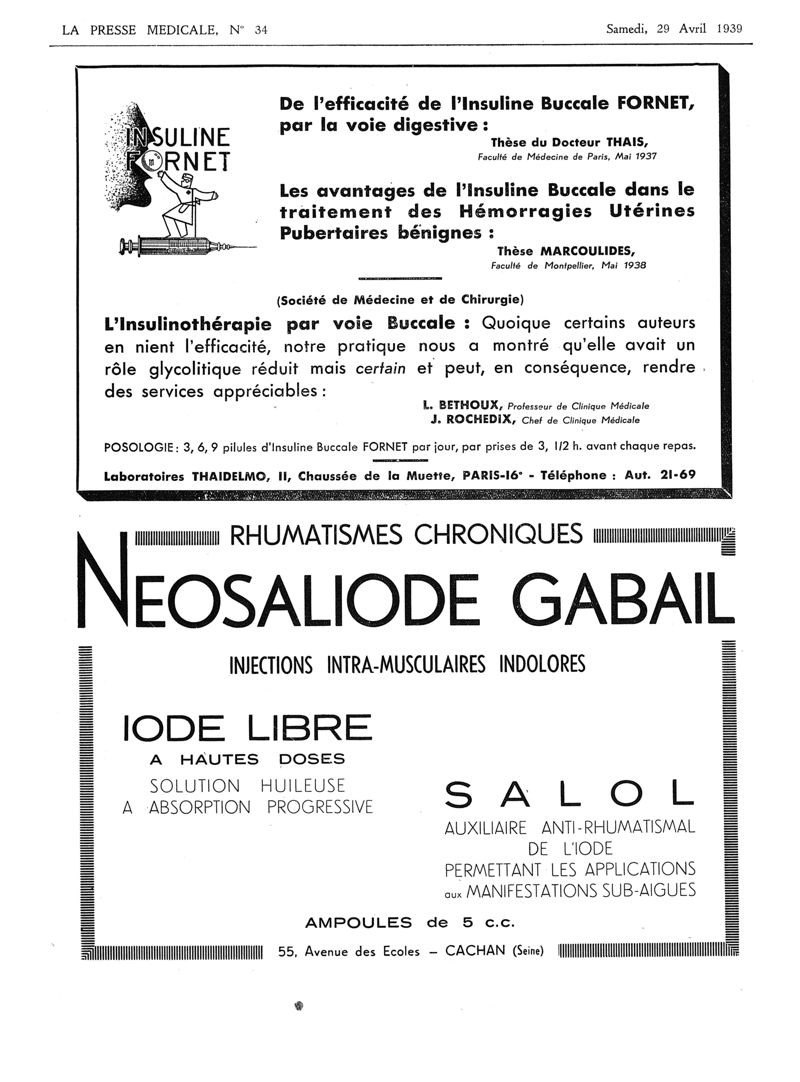 LA PRESSE MEDICALE, N° 34
Samedi, 29 Avril 1939
INSULINE
FORNET
De l'efficacité de l'Insuline Buccale FORNET,
par la voie digestive :
Thèse du Docteur THAIS,
Faculté de Médecine de Paris, Mai 1937
Les avantages de l'Insuline Buccale dans le
traitement des Hémorragies Utérines
Pubertaires bénignes :
Thèse MARCOULIDES,
Faculté de Montpellier, Mai 1938
(Société de Médecine et de Chirurgie)
L'Insulinothérapie par voie Buccale : Quoique certains auteurs
en nient l'efficacité, notre pratique nous a montré qu'elle avait un
rôle glycolitique réduit mais certain et peut, en conséquence, rendre
des services appréciables :
L. BETHOUX, Professeur de Clinique Médicale
J. ROCHEDIX, Chef de Clinique Médicale
POSOLOGIE : 3, 6, 9 pilules d'Insuline Buccale FORNET par jour, par prises de 3, 1/2 h. avant chaque repas.
Laboratoires THAIDELMO, 11, Chaussée de la Muette, PARIS-16e - Téléphone : Aut. 21-69
RHUMATISMES CHRONIQUES
NEOSALIODE GABAIL
INJECTIONS INTRA-MUSCULAIRES INDOLORES
IODE LIBRE
A HAUTES DOSES
SOLUTION HUILEUSE
A ABSORPTION PROGRESSIVE
SALOL
AUXILIAIRE ANTI-RHUMATISMAL
DE L'IODE
PERMETTANT LES APPLICATIONS
aux MANIFESTATIONS SUB-AIGUES
AMPOULES de 5 c.c.
55, Avenue des Ecoles – CACHAN (Seine)